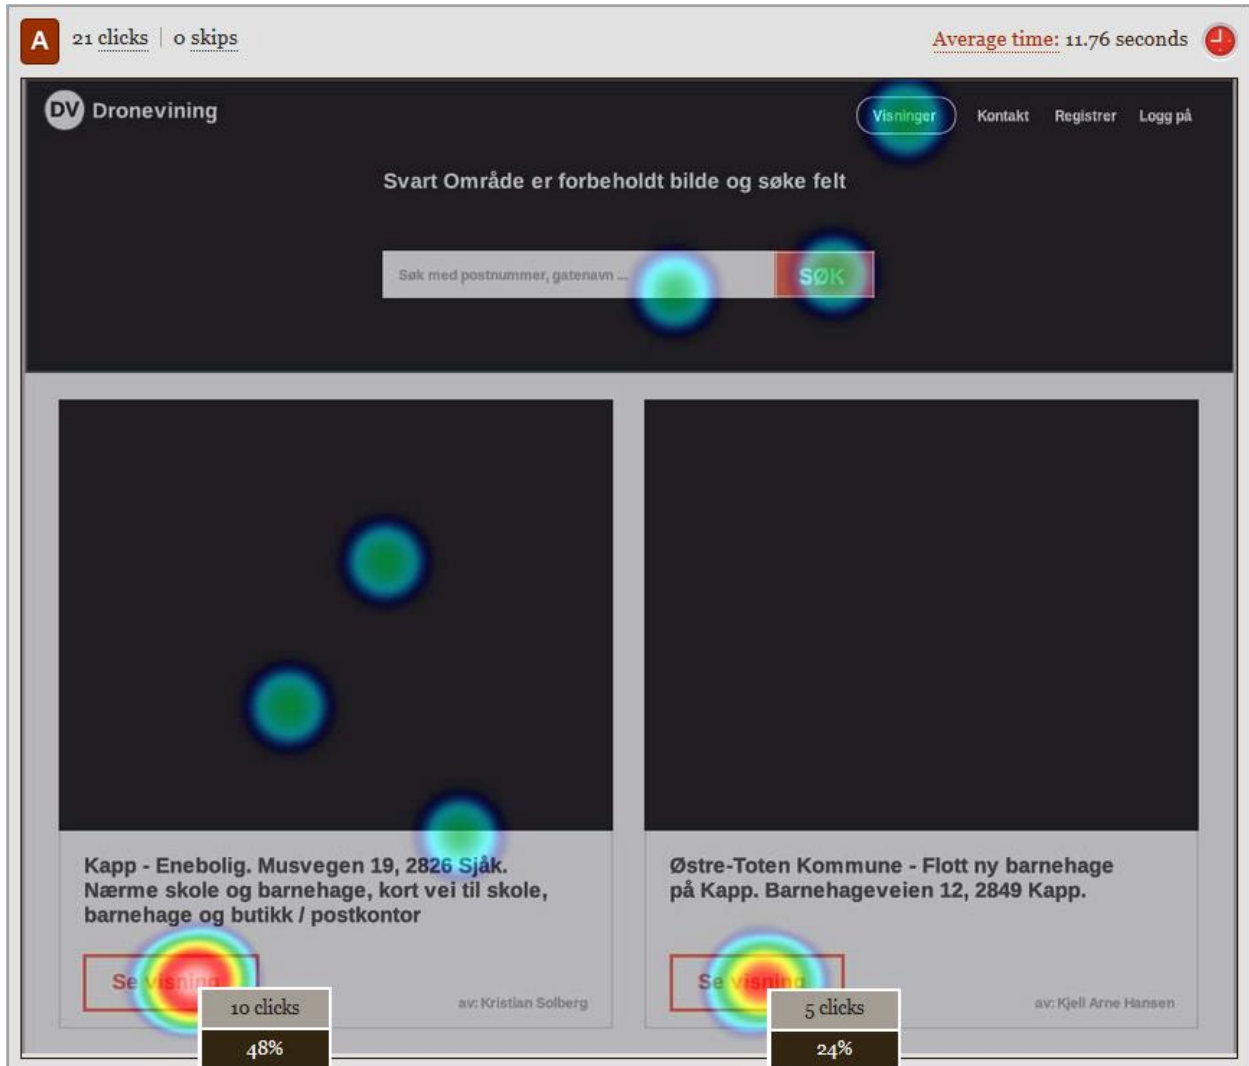 A 21 clicks | 0 skips Average time: 11.76 seconds
DV Dronevining Visninger Kontakt Registrer Logg på
Svart Område er forbeholdt bilde og søke felt
Søk med postnummer, gatenavn ... SØK
Kapp - Enebolig. Musvegen 19, 2826 Sjåk.
Nærme skole og barnehage, kort vei til skole,
barnehage og butikk / postkontor
Se visning
av: Kristian Solberg
10 clicks
48%
Østre-Toten Kommune - Flott ny barnehage
på Kapp. Barnehageveien 12, 2849 Kapp.
Se visning
av: Kjell Arne Hansen
5 clicks
24%